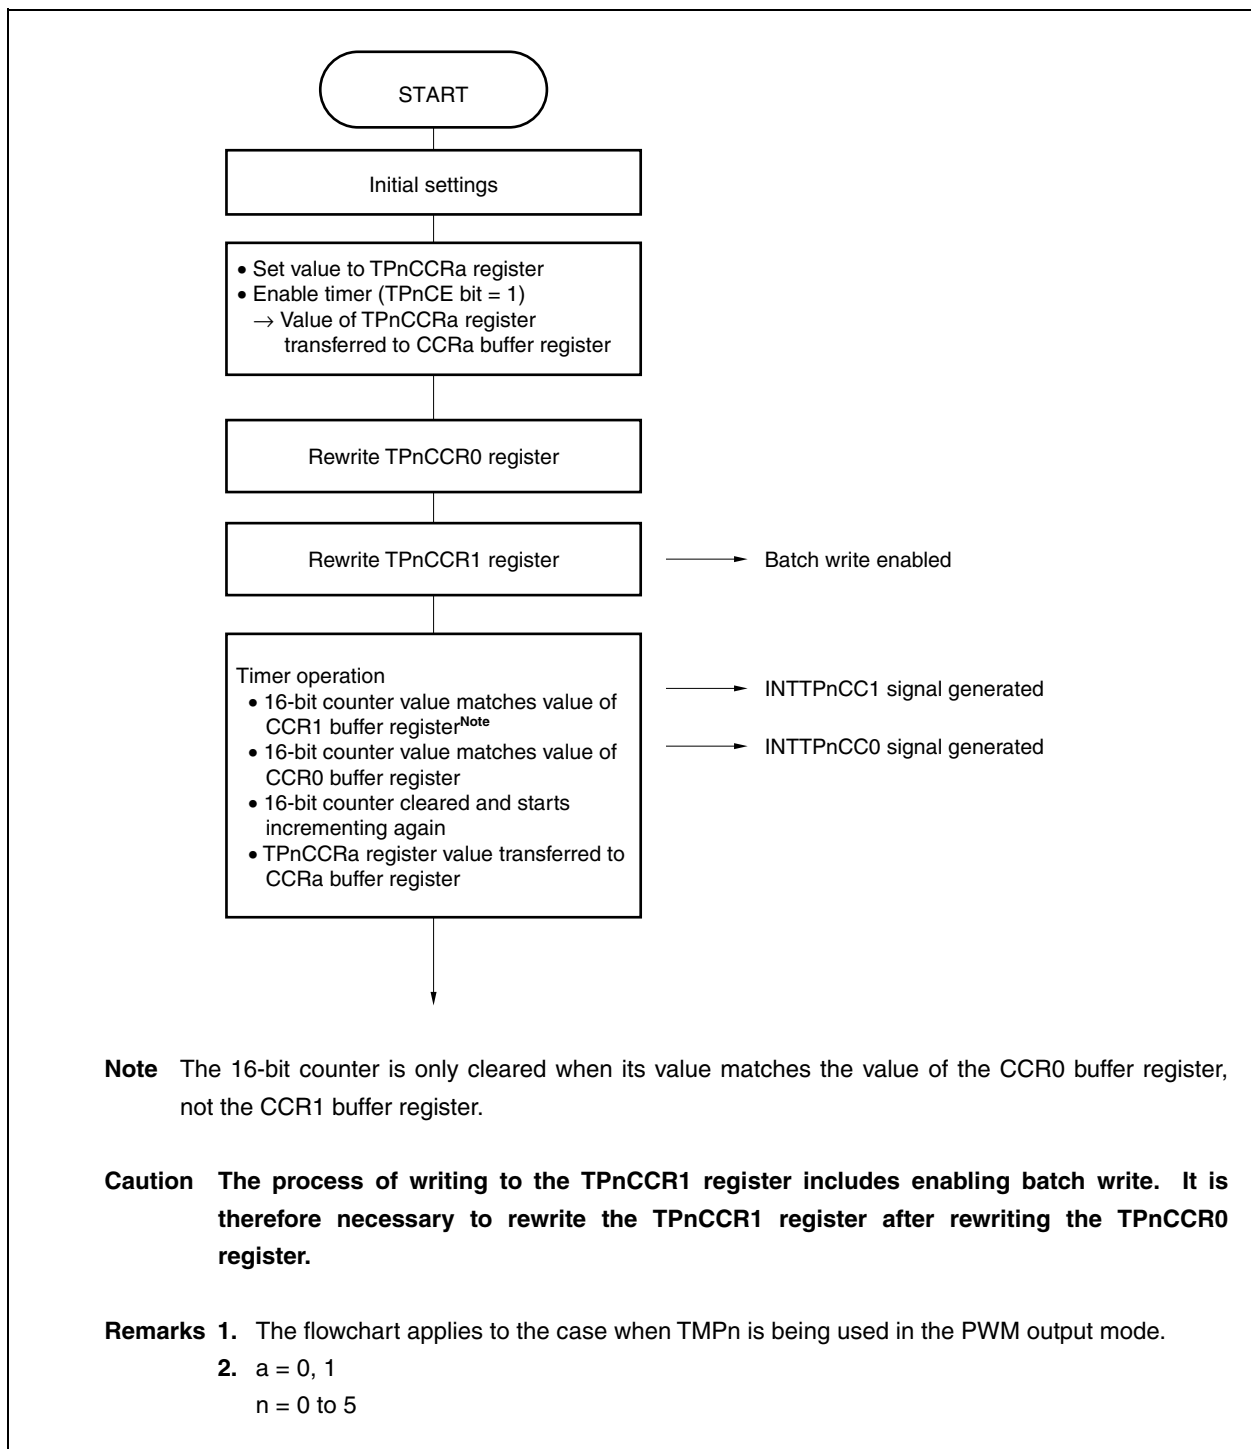 START
Initial settings
• Set value to TPnCCRa register
• Enable timer (TPnCE bit = 1)
→ Value of TPnCCRa register
transferred to CCRa buffer register
Rewrite TPnCCR0 register
Rewrite TPnCCR1 register
Batch write enabled
Timer operation
• 16-bit counter value matches value of
CCR1 buffer registerNote
• 16-bit counter value matches value of
CCR0 buffer register
• 16-bit counter cleared and starts
incrementing again
• TPnCCRa register value transferred to
CCRa buffer register
INTTPnCC1 signal generated
INTTPnCC0 signal generated
Note The 16-bit counter is only cleared when its value matches the value of the CCR0 buffer register,
not the CCR1 buffer register.
Caution The process of writing to the TPnCCR1 register includes enabling batch write. It is
therefore necessary to rewrite the TPnCCR1 register after rewriting the TPnCCR0
register.
Remarks 1. The flowchart applies to the case when TMPn is being used in the PWM output mode.
2. a = 0, 1
n = 0 to 5